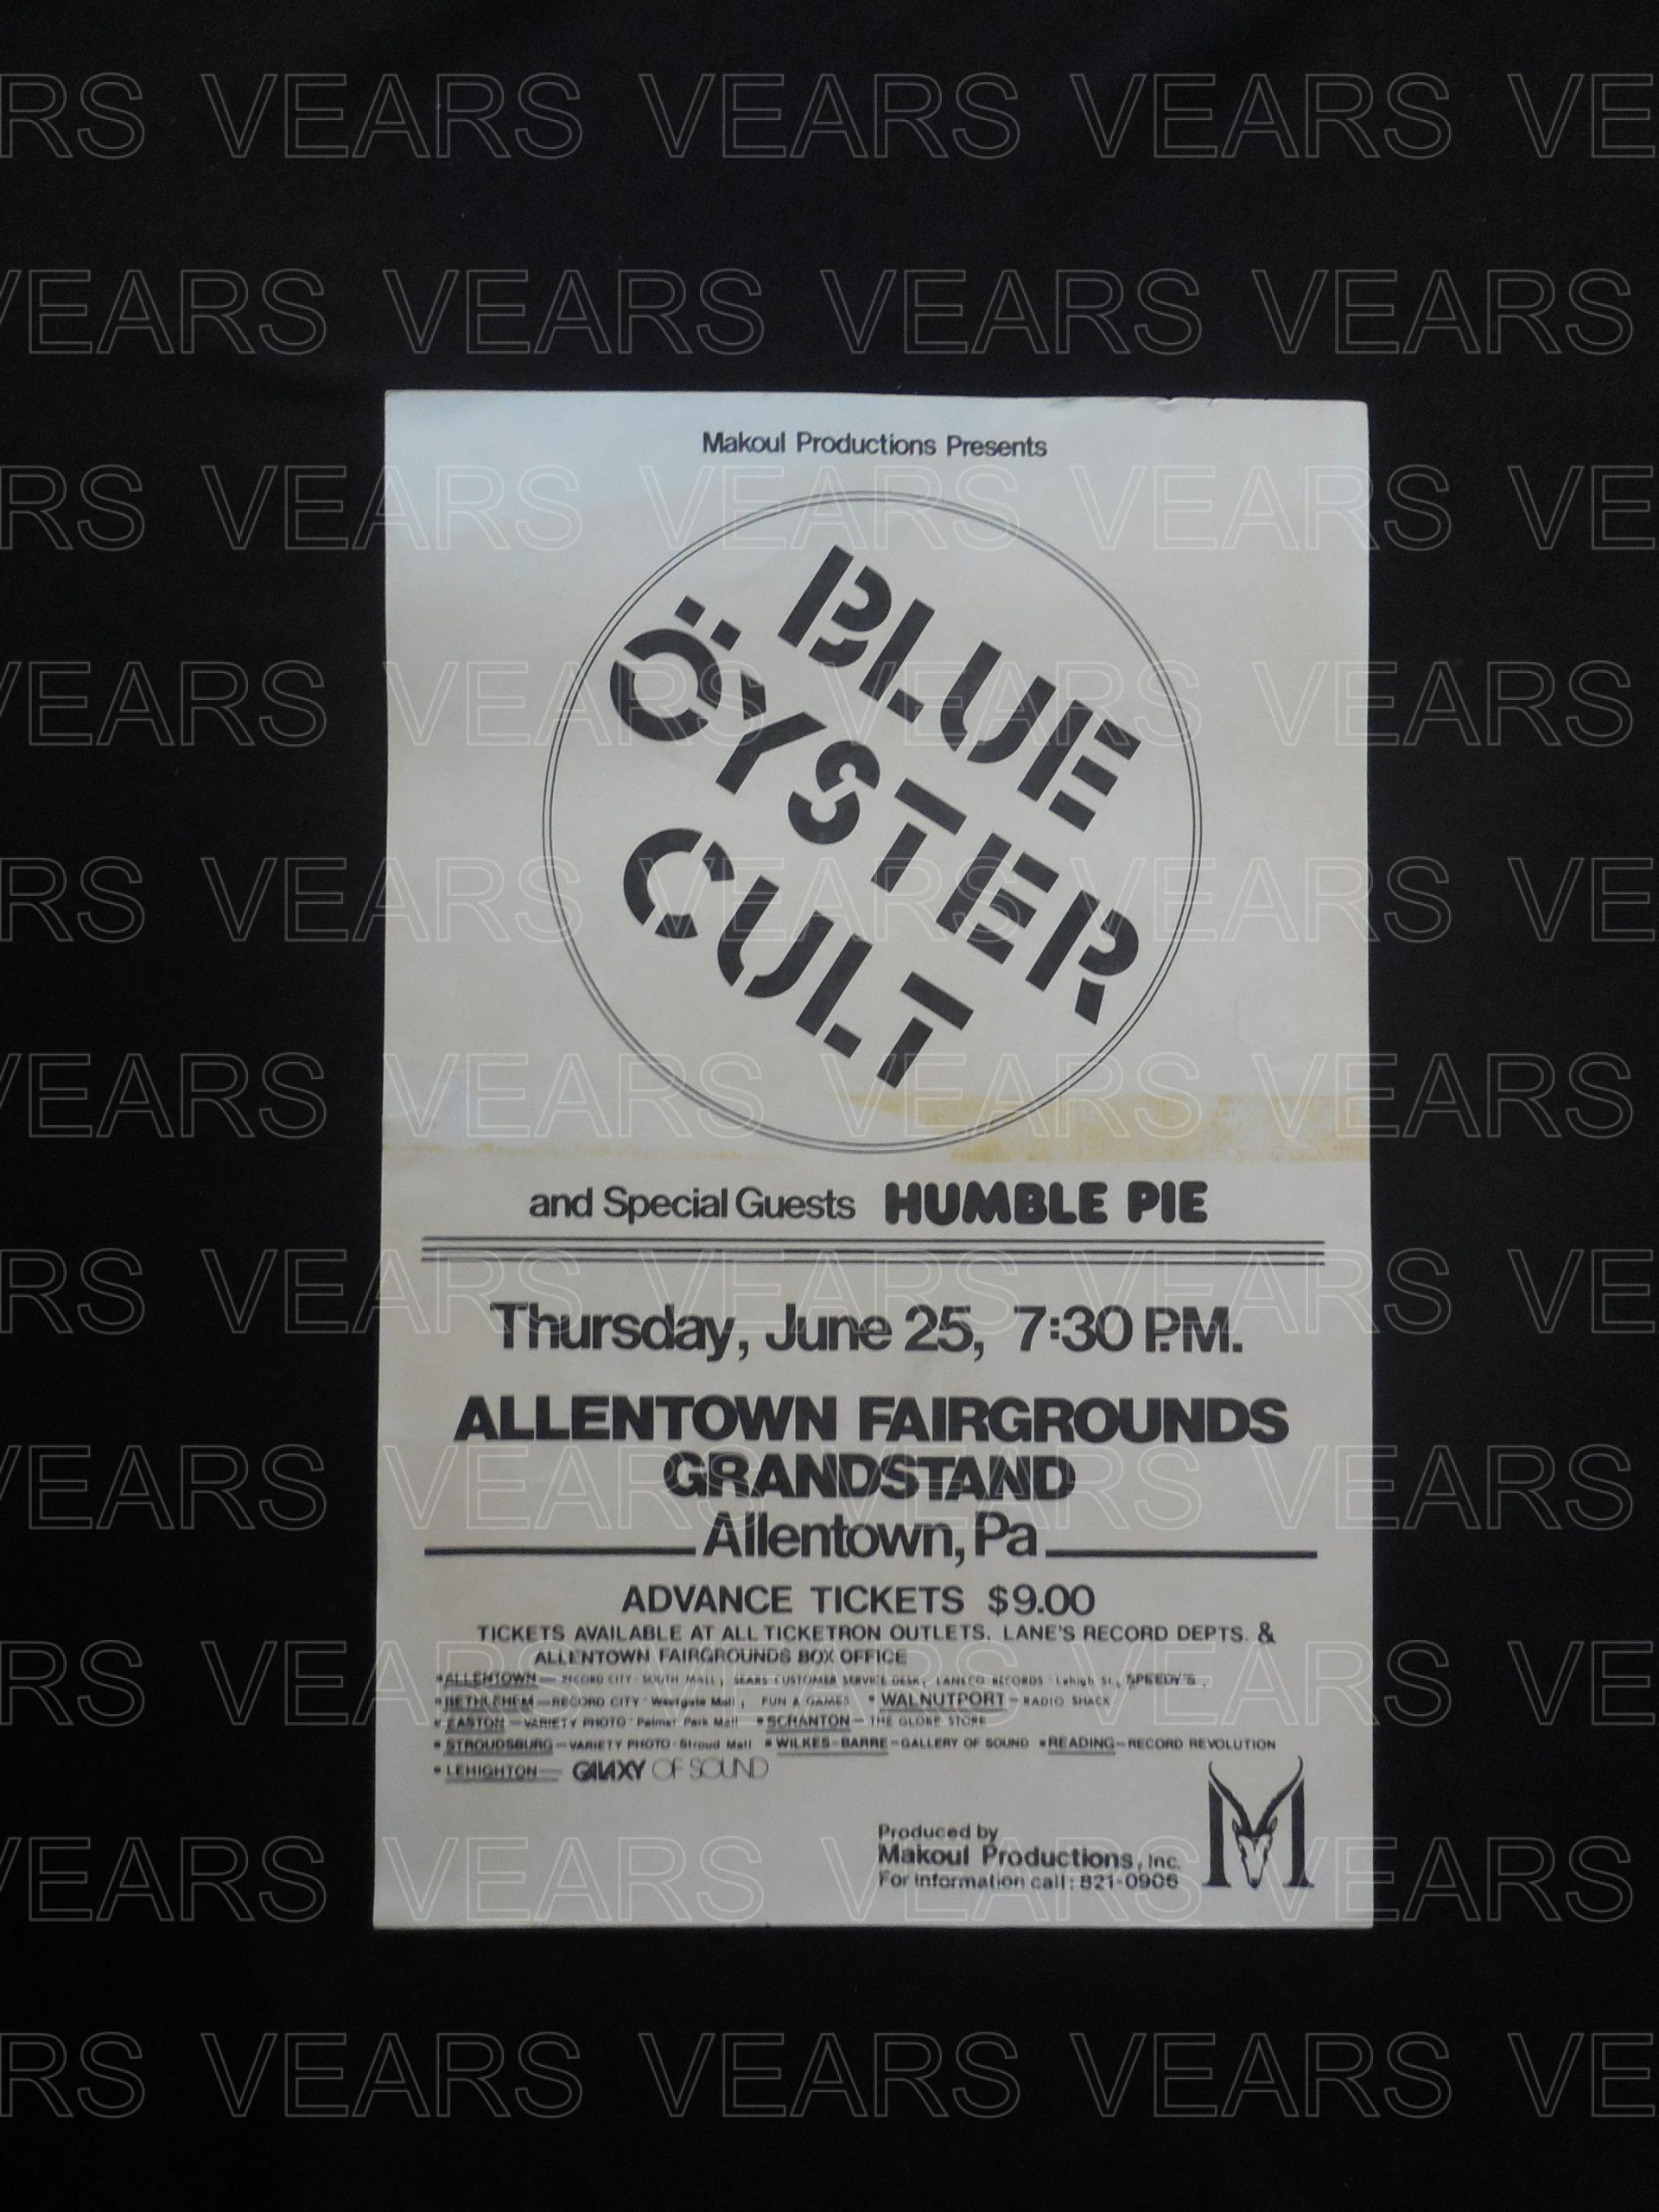 Makoul Productions Presents
BLUE
ÖYSTER
CULT
and Special Guests HUMBLE PIE
Thursday, June 25, 7:30 P.M.
ALLENTOWN FAIRGROUNDS
GRANDSTAND
Allentown, Pa
ADVANCE TICKETS $9.00
TICKETS AVAILABLE AT ALL TICKETRON OUTLETS. LANE'S RECORD DEPTS. &
ALLENTOWN FAIRGROUNDS BOX OFFICE
*ALLENTOWN — RECORD CITY - SOUTH MALL, SEARS CUSTOMER SERVICE DESK, LANECO RECORDS - Lehigh St., SPEEDY'S,
*BETHLEHEM — RECORD CITY - Westgate Mall, FUN & GAMES *WALNUTPORT — RADIO SHACK
*EASTON — VARIETY PHOTO - Palmer Park Mall *SCRANTON — THE GLOBE STORE
*STROUDSBURG — VARIETY PHOTO - Stroud Mall *WILKES-BARRE — GALLERY OF SOUND *READING — RECORD REVOLUTION
*LEHIGHTON — GALAXY OF SOUND
Produced by
Makoul Productions, Inc.
For information call: 821-0906
M
VEARS